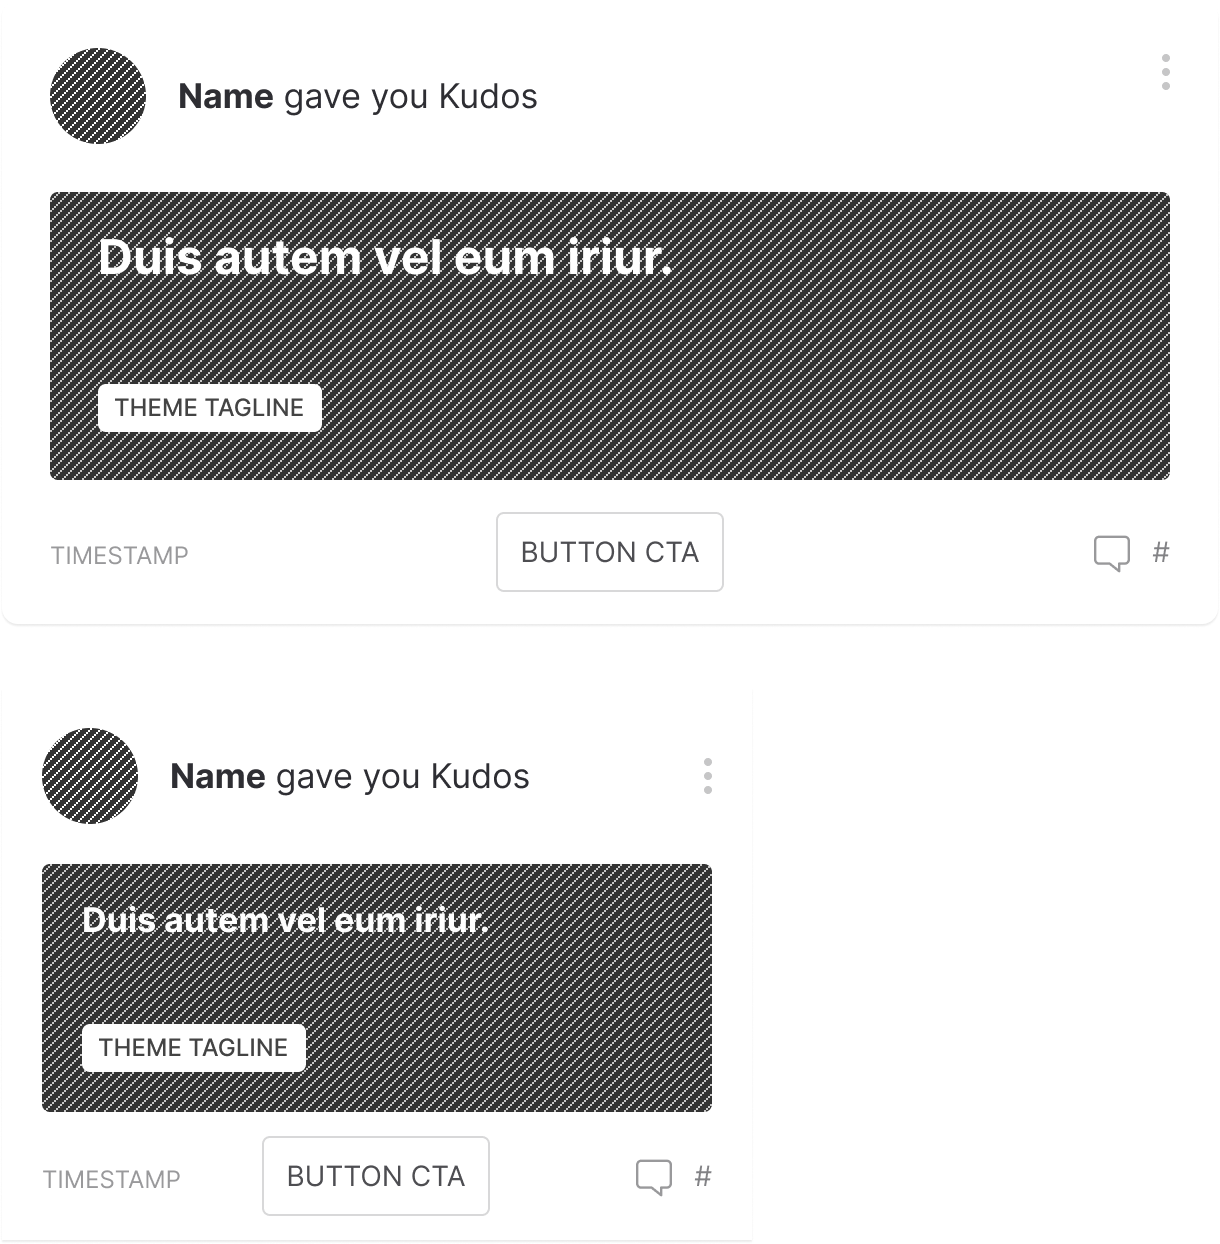 Name gave you Kudos
Duis autem vel eum iriur.
THEME TAGLINE
TIMESTAMP
BUTTON CTA
#
Name gave you Kudos
Duis autem vel eum iriur.
THEME TAGLINE
TIMESTAMP
BUTTON CTA
#